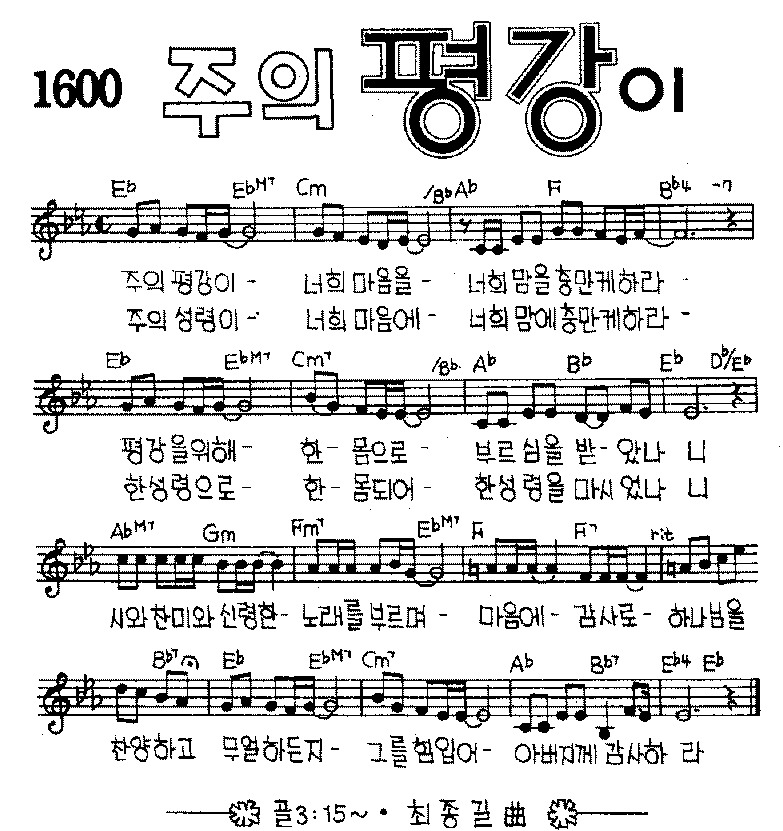 1600 주의 평강이
Eb EbM7 Cm /Bb Ab F Bb4 -7
주의 평강이 - 너희 마음을 - 너희 맘을 충만케하라 -
주의 성령이 - 너희 마음에 - 너희 맘에 충만케하라 -
Eb EbM7 Cm7 /Bb Ab Bb Eb Db/Eb
평강을위해 - 한 - 몸으로 - 부르심을 받 - 았나 니
한성령으로 - 한 - 몸되어 - 한성령을 마시 었나 니
AbM7 Gm Fm7 EbM7 F F7 rit
시와찬미와 신령한 - 노래를부르며 - 마음에 - 감사로 - 하나님을
Bb7 Eb EbM7 Cm7 Ab Bb7 Eb4 Eb
찬양하고 무얼하든지 - 그를힘입어 - 아버지께 감사하 라
골3:15~ · 최종길 曲